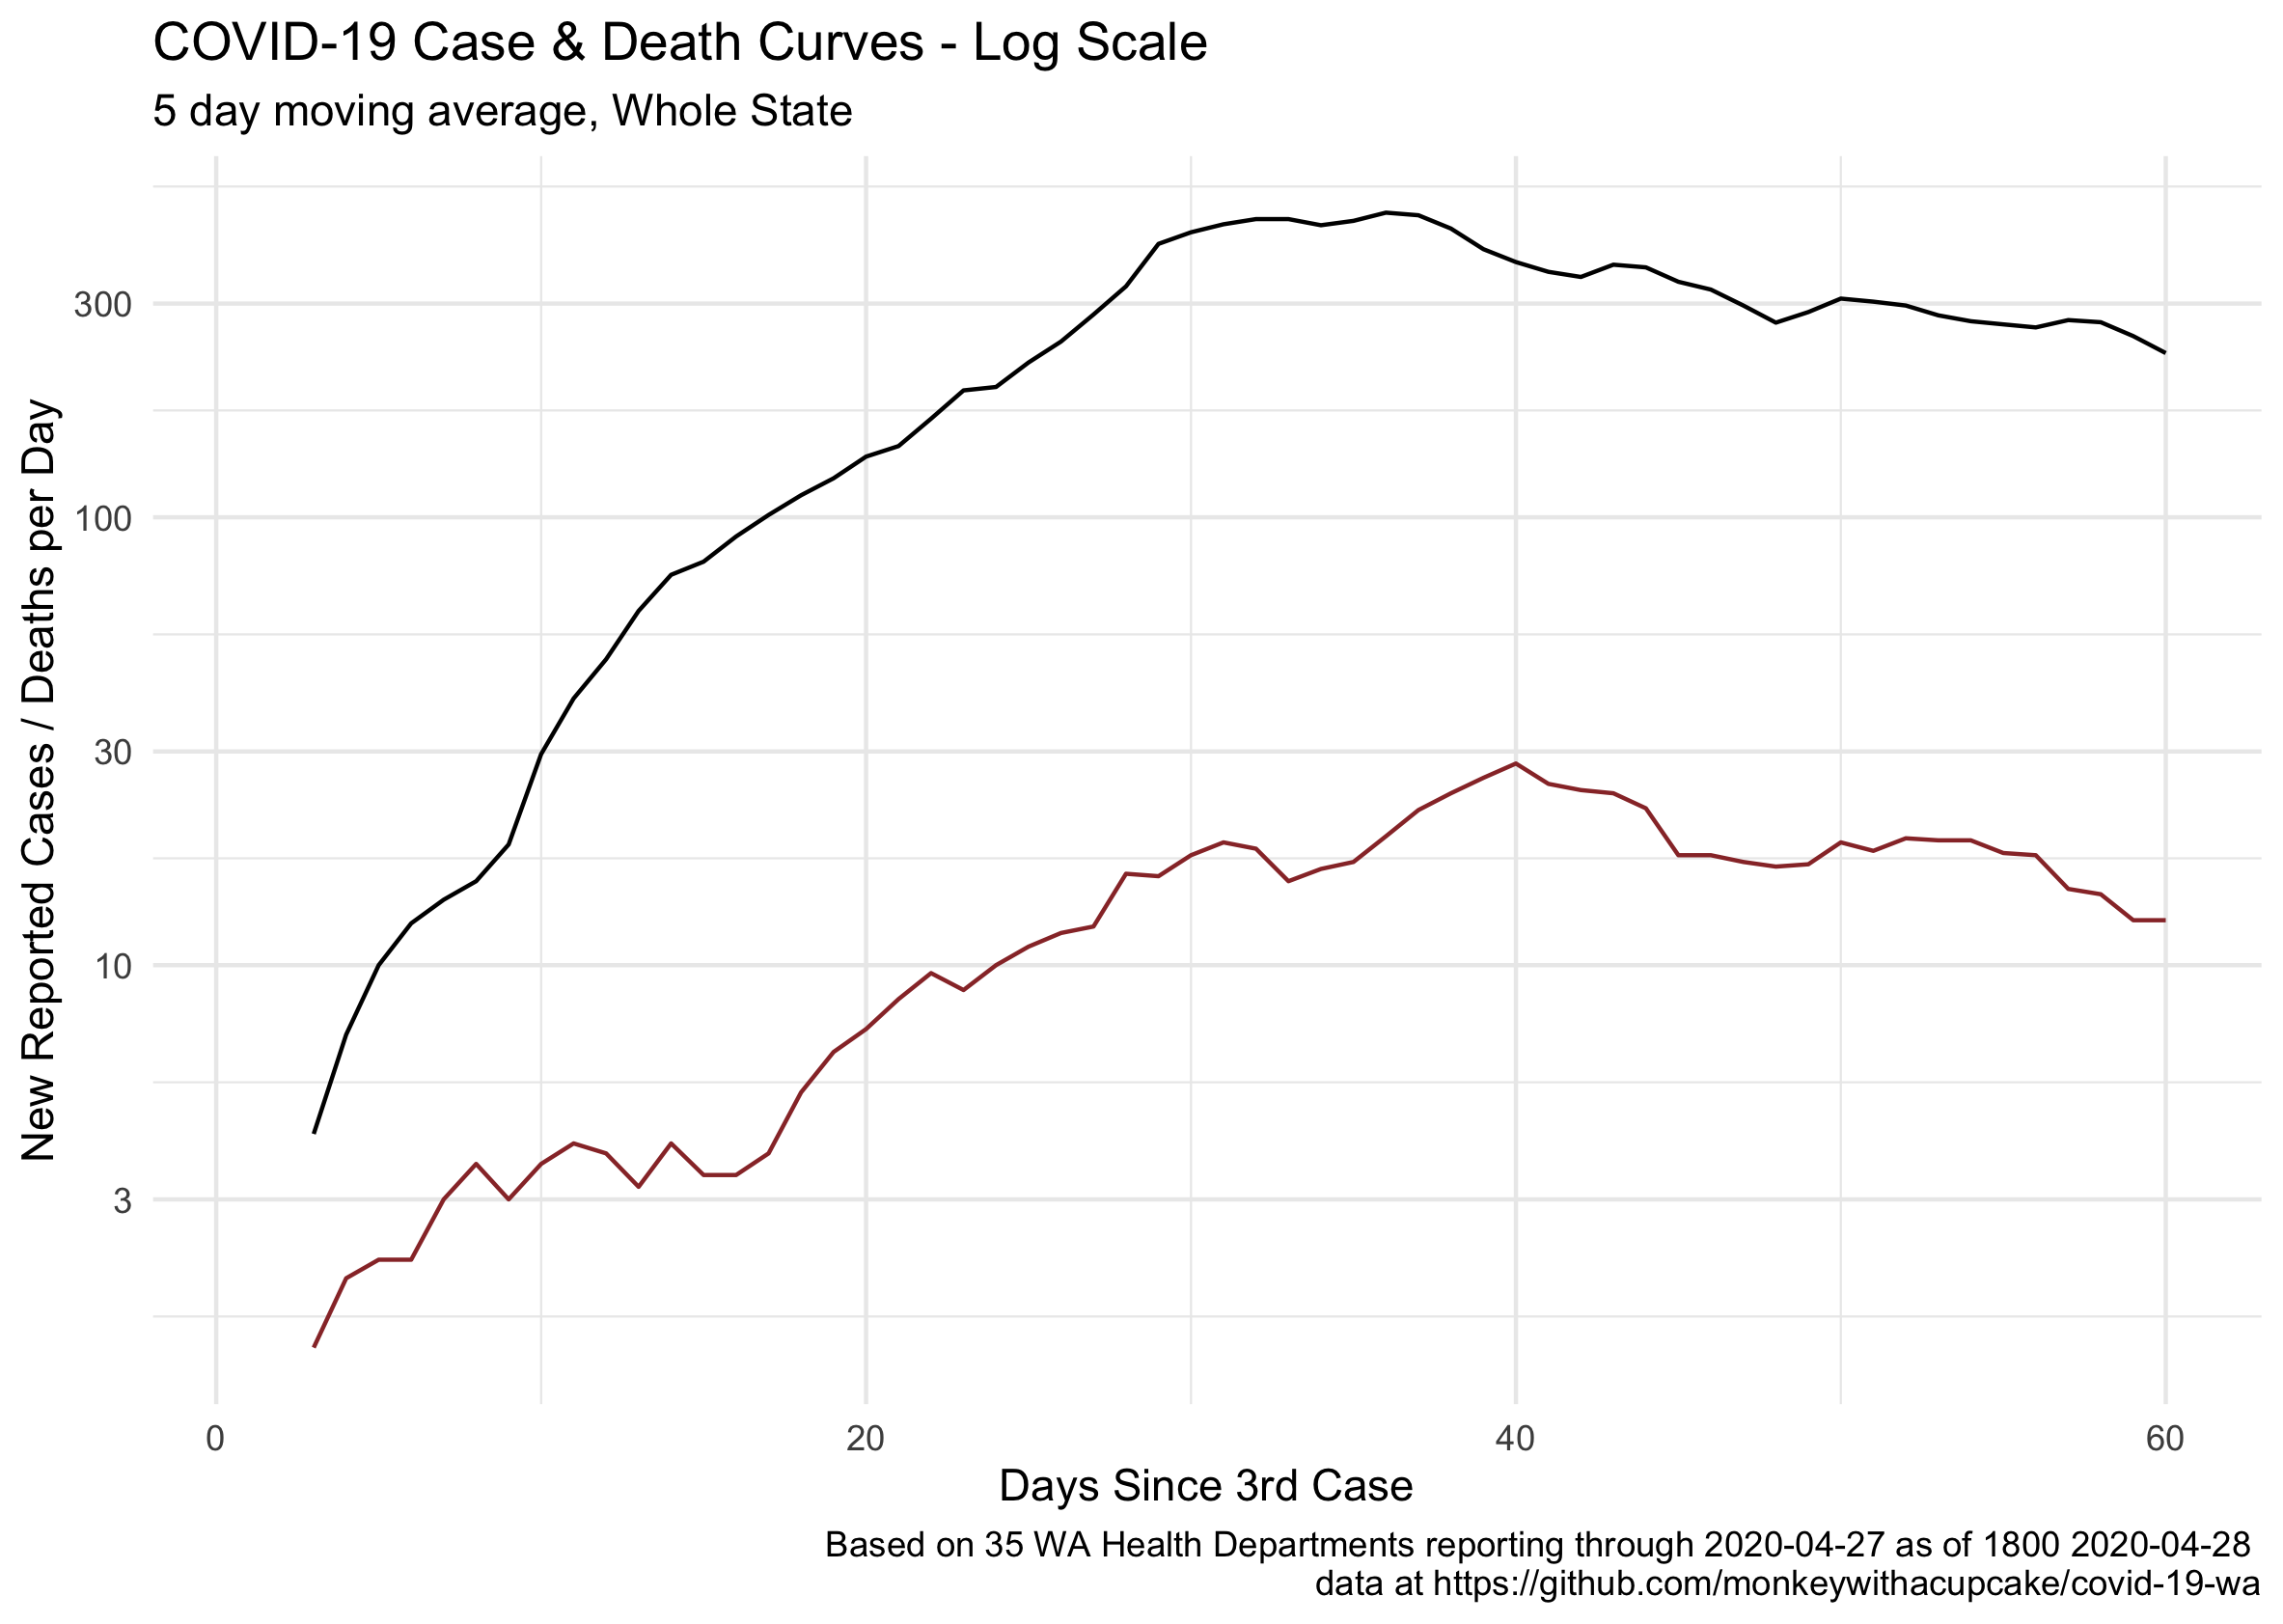 COVID-19 Case & Death Curves - Log Scale
5 day moving average, Whole State
New Reported Cases / Deaths per Day
300
100
30
10
3
0
20
40
60
Days Since 3rd Case
Based on 35 WA Health Departments reporting through 2020-04-27 as of 1800 2020-04-28
data at https://github.com/monkeywithacupcake/covid-19-wa